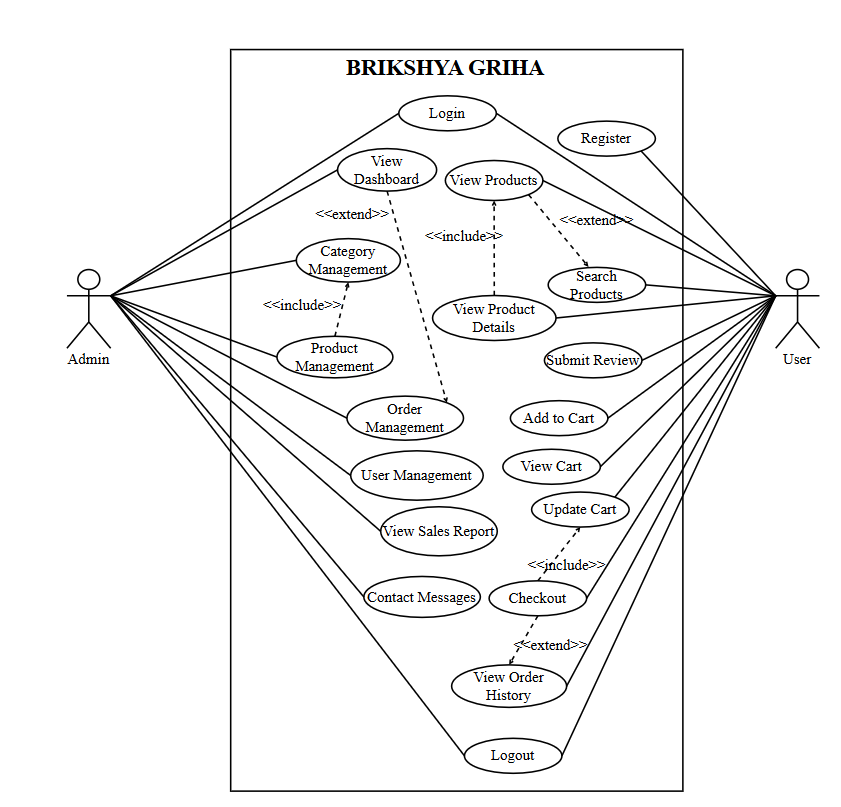 BRIKSHYA GRIHA
Login
Register
View
Dashboard
View Products
<<extend>>
<<extend>>
<<include>>
Category
Management
Search
Products
<<include>>
View Product
Details
Admin
User
Product
Management
Submit Review
Order
Management
Add to Cart
User Management
View Cart
Update Cart
View Sales Report
<<include>>
Contact Messages
Checkout
<<extend>>
View Order
History
Logout